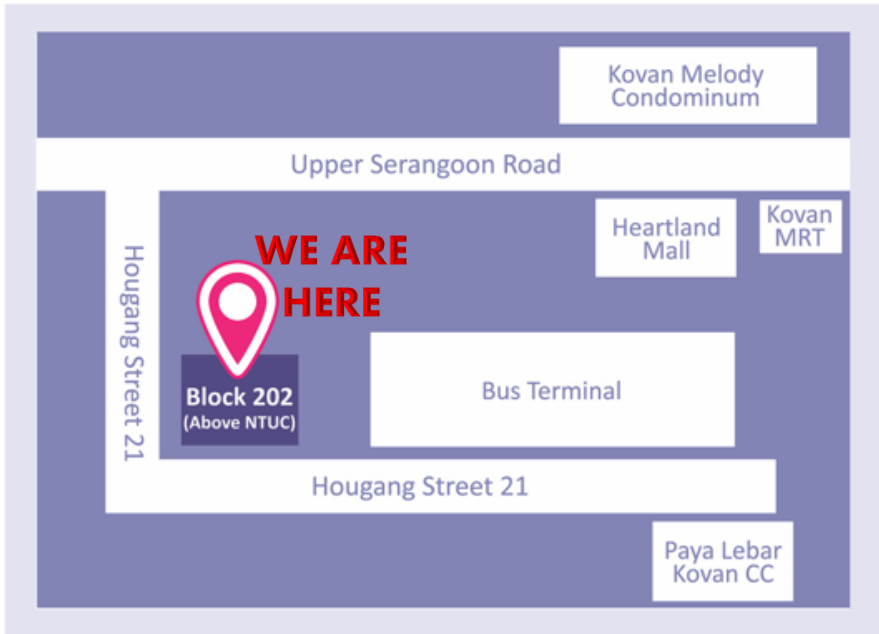 Kovan Melody
Condominum
Upper Serangoon Road
Heartland
Mall
Kovan
MRT
WE ARE
HERE
Hougang Street 21
Block 202
(Above NTUC)
Bus Terminal
Hougang Street 21
Paya Lebar
Kovan CC